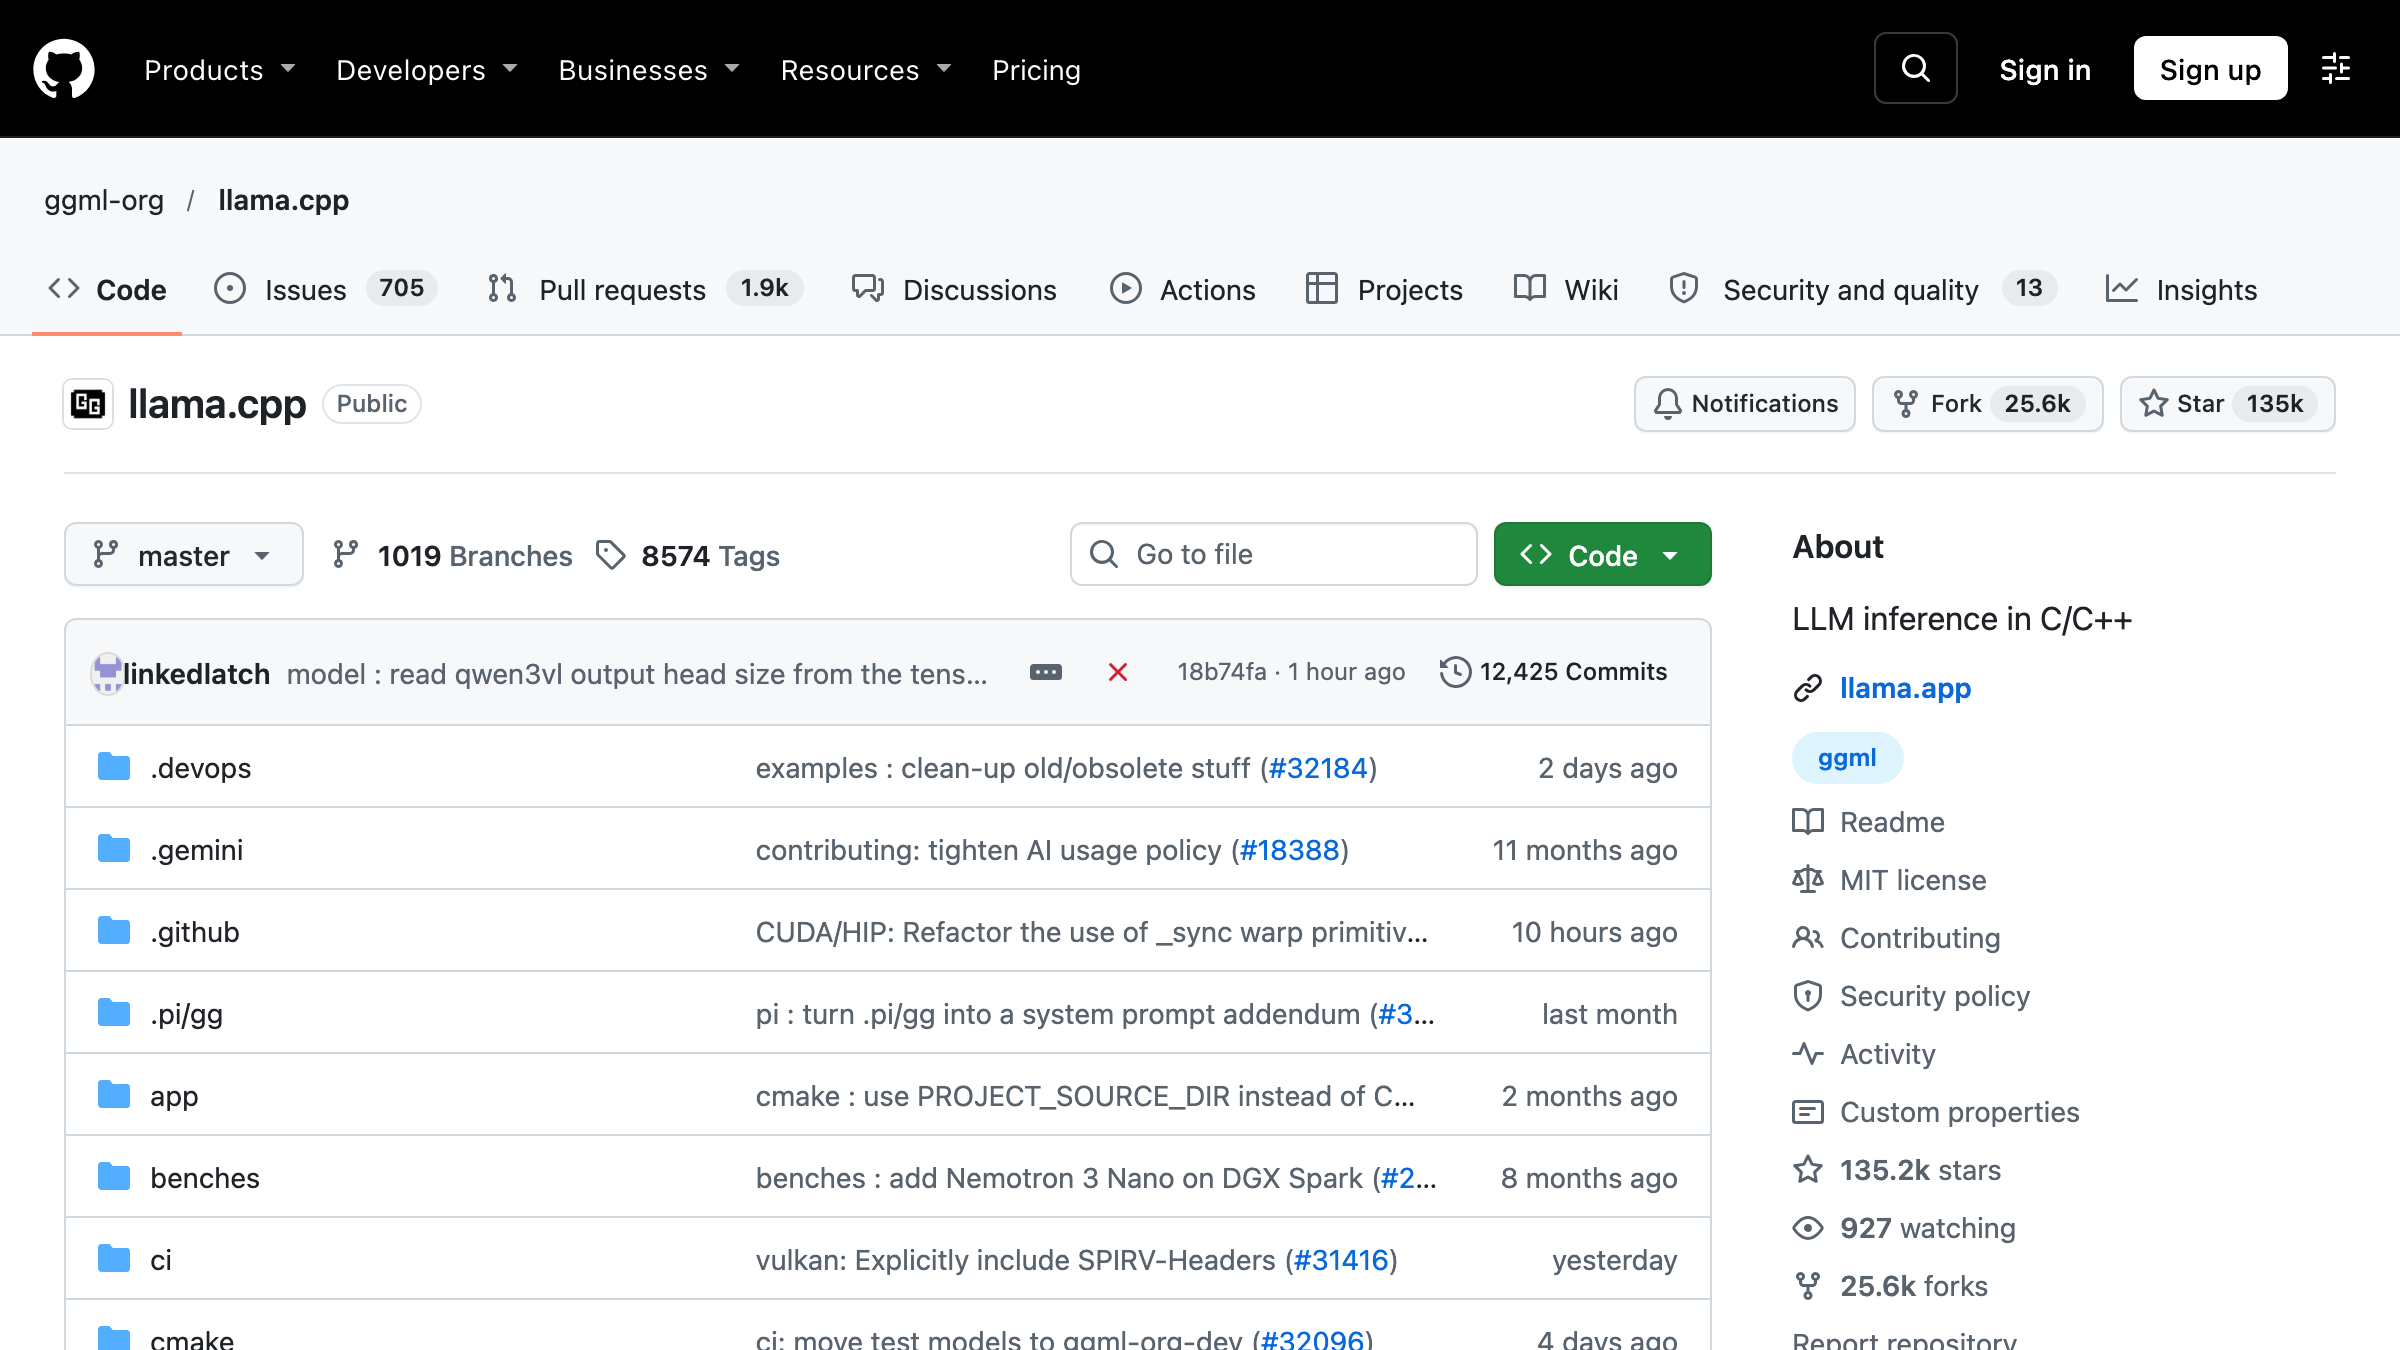 Products Developers Businesses Resources Pricing Sign in Sign up
ggml-org / llama.cpp
Code Issues 705 Pull requests 1.9k Discussions Actions Projects Wiki Security and quality 13 Insights
GG llama.cpp Public Notifications Fork 25.6k Star 135k
master 1019 Branches 8574 Tags Go to file Code
linkedlatch model : read qwen3vl output head size from the tens... 18b74fa · 1 hour ago 12,425 Commits
.devops examples : clean-up old/obsolete stuff (#32184) 2 days ago
.gemini contributing: tighten AI usage policy (#18388) 11 months ago
.github CUDA/HIP: Refactor the use of _sync warp primitiv... 10 hours ago
.pi/gg pi : turn .pi/gg into a system prompt addendum (#3... last month
app cmake : use PROJECT_SOURCE_DIR instead of C... 2 months ago
benches benches : add Nemotron 3 Nano on DGX Spark (#2... 8 months ago
ci vulkan: Explicitly include SPIRV-Headers (#31416) yesterday
cmake ci: move test models to ggml-org-dev (#32096) 4 days ago
About
LLM inference in C/C++
llama.app
ggml
Readme
MIT license
Contributing
Security policy
Activity
Custom properties
135.2k stars
927 watching
25.6k forks
Report repository